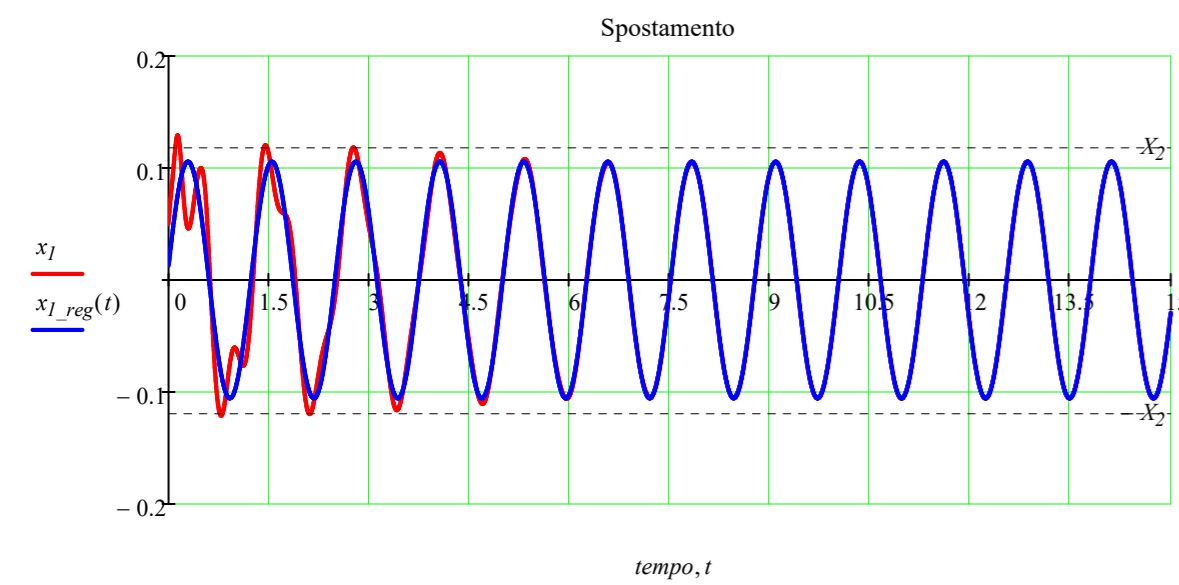 Spostamento
0.2
X2
0.1
x1
x1_reg(t)
0 1.5 3 4.5 6 7.5 9 10.5 12 13.5
− 0.1
− X2
− 0.2
tempo, t